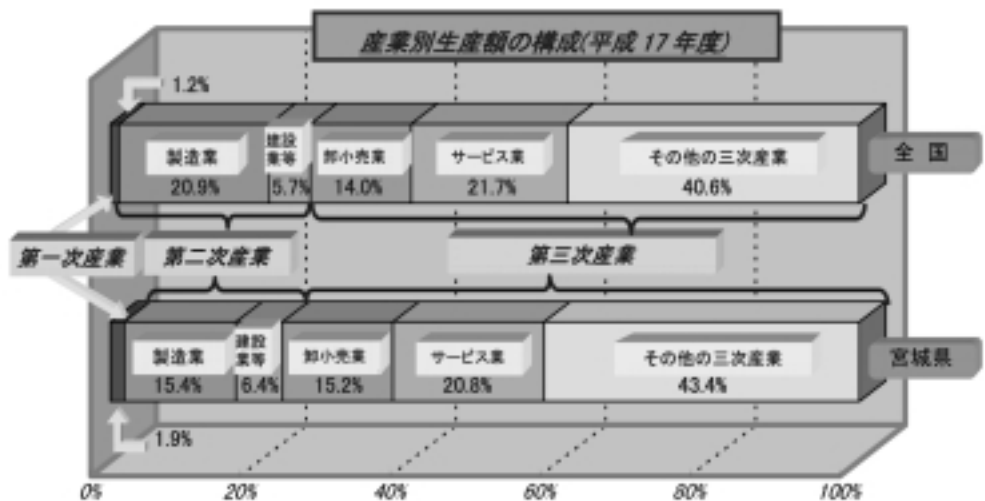 産業別生産額の構成(平成 17 年度)
1.2%
製造業
20.9%
建設
業等
5.7%
卸小売業
14.0%
サービス業
21.7%
その他の三次産業
40.6%
全 国
第一次産業
第二次産業
第三次産業
製造業
15.4%
建設
業等
6.4%
卸小売業
15.2%
サービス業
20.8%
その他の三次産業
43.4%
宮城県
1.9%
0%
20%
40%
60%
80%
100%